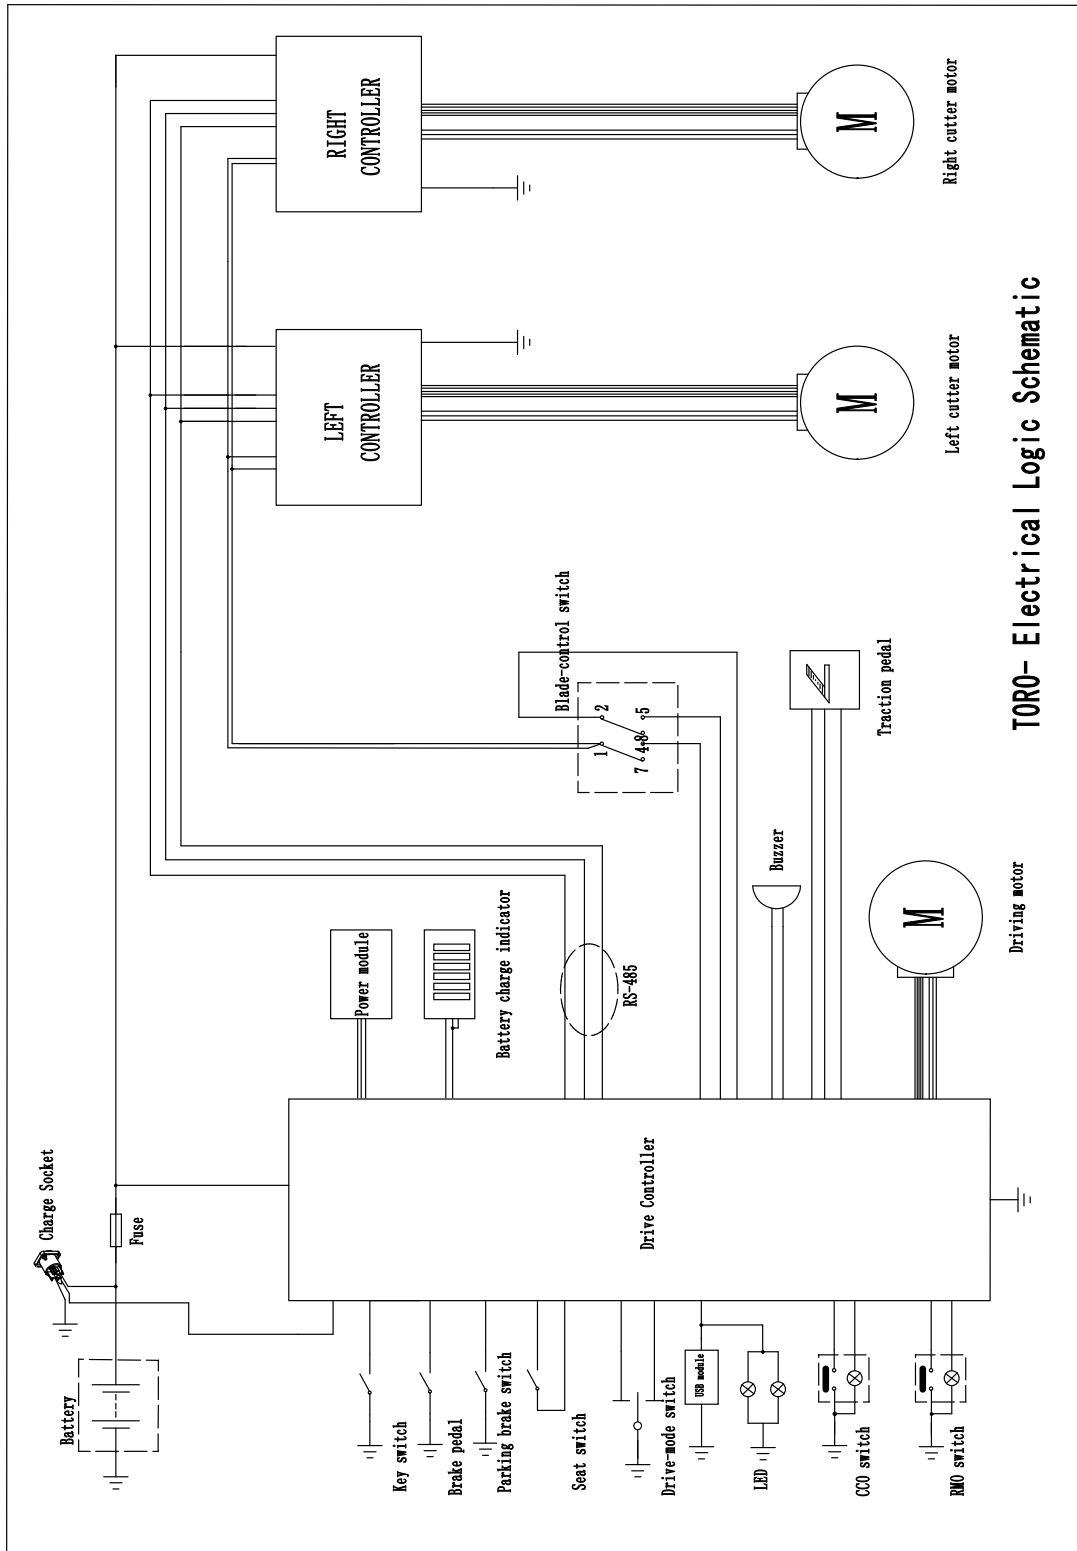 Battery
Charge Socket
Fuse
Key switch
Brake pedal
Parking brake switch
Seat switch
Drive-mode switch
USB module
LED
CCO switch
RMO switch
Drive Controller
Power module
Battery charge indicator
RS-485
Buzzer
Driving motor
Traction pedal
M
Blade-control switch
1
2
7
4
8
5
LEFT
CONTROLLER
M
Left cutter motor
RIGHT
CONTROLLER
M
Right cutter motor
TORO- Electrical Logic Schematic